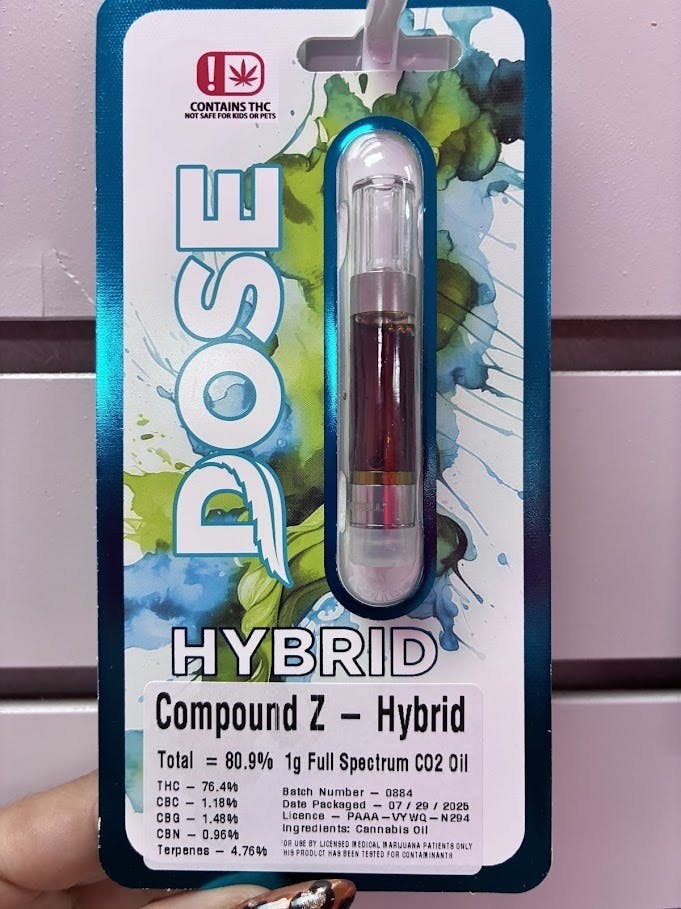 CONTAINS THC
NOT SAFE FOR KIDS OR PETS
DOSE
HYBRID
Compound Z – Hybrid
Total = 80.9% 1g Full Spectrum CO2 Oil
THC – 76.4%
CBC – 1.18%
CBG – 1.48%
CBN – 0.96%
Terpenes – 4.76%
Batch Number – 0884
Date Packaged – 07 / 29 / 2025
Licence – PAAA–VYWQ–N294
Ingredients: Cannabis Oil
OR USE BY LICENSED MEDICAL MARIJUANA PATIENTS ONLY
HIS PRODUCT HAS BEEN TESTED FOR CONTAMINANTS